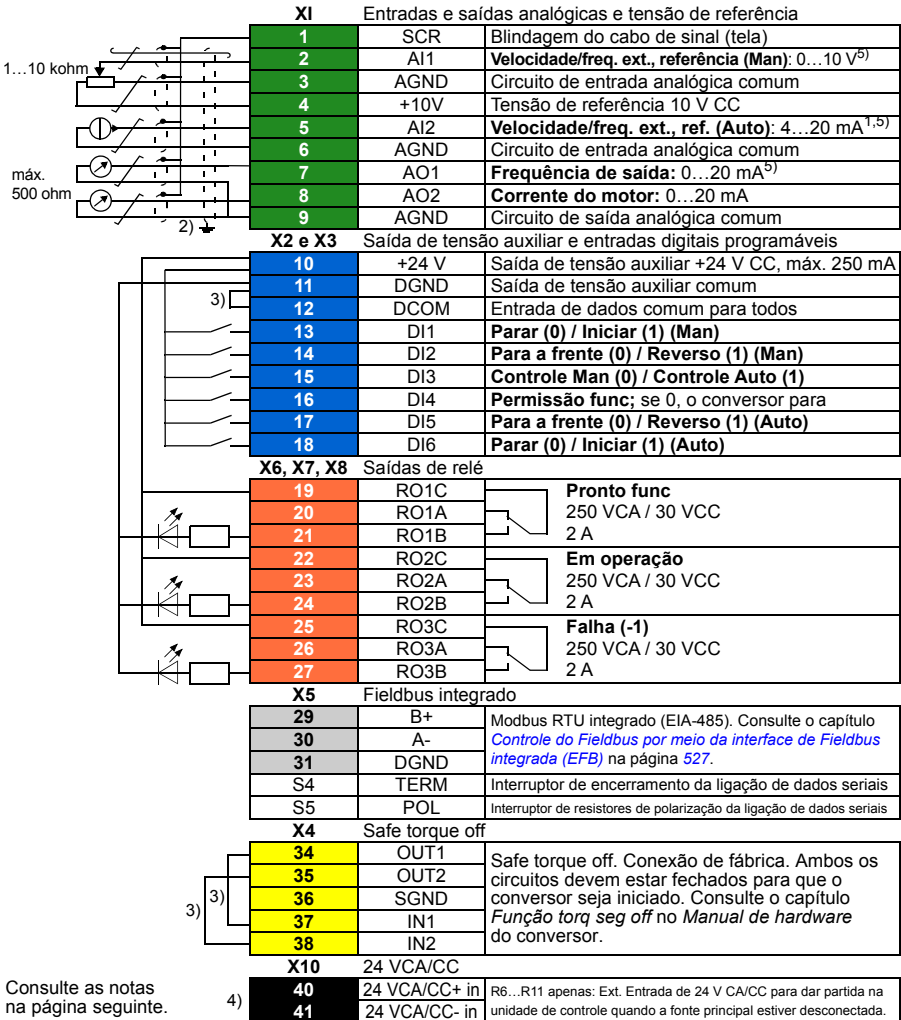 XI Entradas e saídas analógicas e tensão de referência
1 SCR Blindagem do cabo de sinal (tela)
2 AI1 Velocidade/freq. ext., referência (Man): 0…10 V5)
1…10 kohm
3 AGND Circuito de entrada analógica comum
4 +10V Tensão de referência 10 V CC
5 AI2 Velocidade/freq. ext., ref. (Auto): 4…20 mA1,5)
6 AGND Circuito de entrada analógica comum
7 AO1 Frequência de saída: 0…20 mA5)
máx.
500 ohm
8 AO2 Corrente do motor: 0…20 mA
9 AGND Circuito de saída analógica comum
2)
X2 e X3 Saída de tensão auxiliar e entradas digitais programáveis
10 +24 V Saída de tensão auxiliar +24 V CC, máx. 250 mA
11 DGND Saída de tensão auxiliar comum
3)
12 DCOM Entrada de dados comum para todos
13 DI1 Parar (0) / Iniciar (1) (Man)
14 DI2 Para a frente (0) / Reverso (1) (Man)
15 DI3 Controle Man (0) / Controle Auto (1)
16 DI4 Permissão func; se 0, o conversor para
17 DI5 Para a frente (0) / Reverso (1) (Auto)
18 DI6 Parar (0) / Iniciar (1) (Auto)
X6, X7, X8 Saídas de relé
19 RO1C Pronto func
20 RO1A 250 VCA / 30 VCC
21 RO1B 2 A
22 RO2C Em operação
23 RO2A 250 VCA / 30 VCC
24 RO2B 2 A
25 RO3C Falha (-1)
26 RO3A 250 VCA / 30 VCC
27 RO3B 2 A
X5 Fieldbus integrado
29 B+
30 A-
31 DGND
Modbus RTU integrado (EIA-485). Consulte o capítulo
Controle do Fieldbus por meio da interface de Fieldbus
integrada (EFB) na página 527.
S4 TERM Interruptor de encerramento da ligação de dados seriais
S5 POL Interruptor de resistores de polarização da ligação de dados seriais
X4 Safe torque off
34 OUT1
35 OUT2
36 SGND
37 IN1
38 IN2
3)
3)
Safe torque off. Conexão de fábrica. Ambos os
circuitos devem estar fechados para que o
conversor seja iniciado. Consulte o capítulo
Função torq seg off no Manual de hardware
do conversor.
X10 24 VCA/CC
40 24 VCA/CC+ in
41 24 VCA/CC- in
R6…R11 apenas: Ext. Entrada de 24 V CA/CC para dar partida na
unidade de controle quando a fonte principal estiver desconectada.
4)
Consulte as notas
na página seguinte.